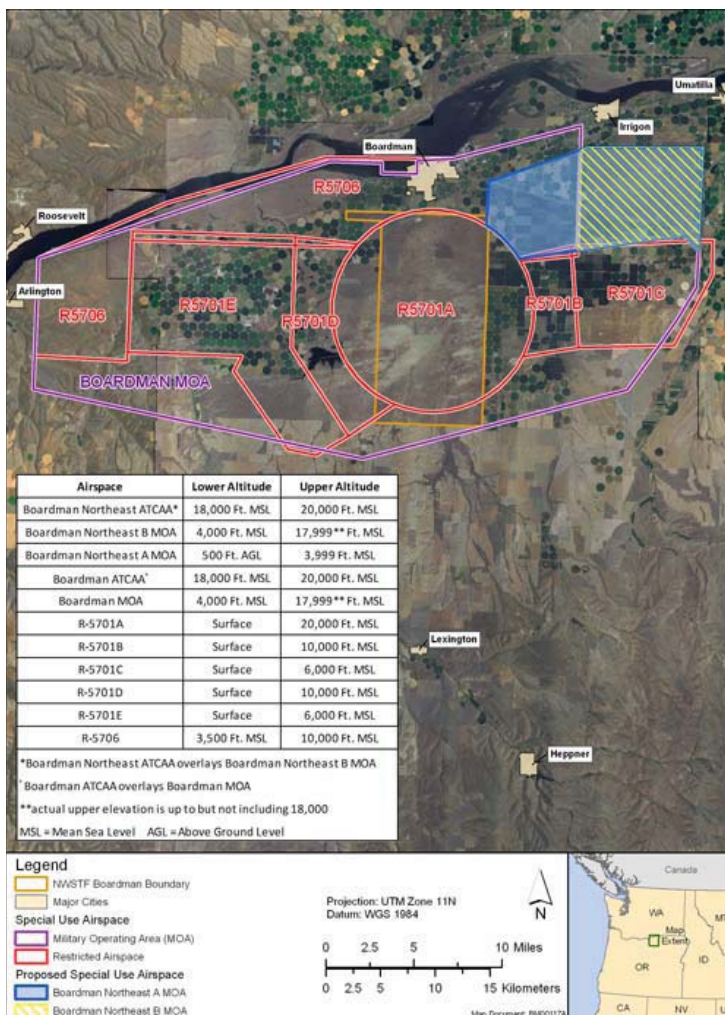 Umatilla
Irrigon
Boardman
R5706
Roosevelt
Arlington
R5706
R5701E
R5701D
R5701A
R5701B
R5701C
BOARDMAN MOA
Airspace Lower Altitude Upper Altitude
Boardman Northeast ATCAA* 18,000 Ft. MSL 20,000 Ft. MSL
Boardman Northeast B MOA 4,000 Ft. MSL 17,999** Ft. MSL
Boardman Northeast A MOA 500 Ft. AGL 3,999 Ft. MSL
Boardman ATCAA^ 18,000 Ft. MSL 20,000 Ft. MSL
Boardman MOA 4,000 Ft. MSL 17,999** Ft. MSL
R-5701A Surface 20,000 Ft. MSL
R-5701B Surface 10,000 Ft. MSL
R-5701C Surface 6,000 Ft. MSL
R-5701D Surface 10,000 Ft. MSL
R-5701E Surface 6,000 Ft. MSL
R-5706 3,500 Ft. MSL 10,000 Ft. MSL
*Boardman Northeast ATCAA overlays Boardman Northeast B MOA
^Boardman ATCAA overlays Boardman MOA
**actual upper elevation is up to but not including 18,000
MSL = Mean Sea Level AGL = Above Ground Level
Lexington
Heppner
Legend
NWSTF Boardman Boundary
Major Cities
Special Use Airspace
Military Operating Area (MOA)
Restricted Airspace
Proposed Special Use Airspace
Boardman Northeast A MOA
Boardman Northeast B MOA
Projection: UTM Zone 11N
Datum: WGS 1984
N
0 2.5 5 10 Miles
0 2.5 5 10 15 Kilometers
Canada
WA
Map
Extent
OR
ID
CA
NV